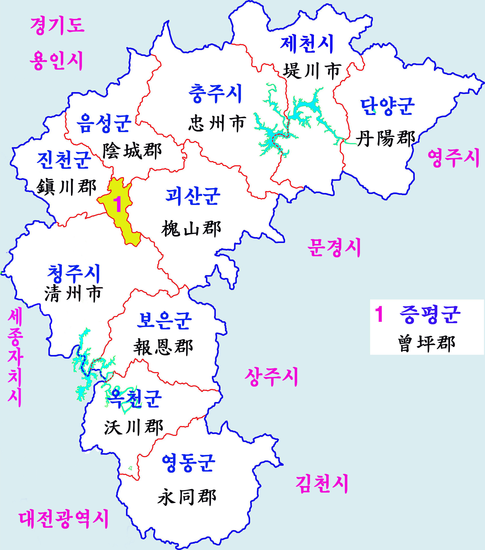 경기도
용인시
제천시
堤川市
충주시
忠州市
단양군
丹陽郡
음성군
陰城郡
영주시
진천군
鎭川郡
괴산군
槐山郡
1
문경시
청주시
淸州市
세종자치시
보은군
報恩郡
1 증평군
曾坪郡
상주시
옥천군
沃川郡
영동군
永同郡
김천시
대전광역시